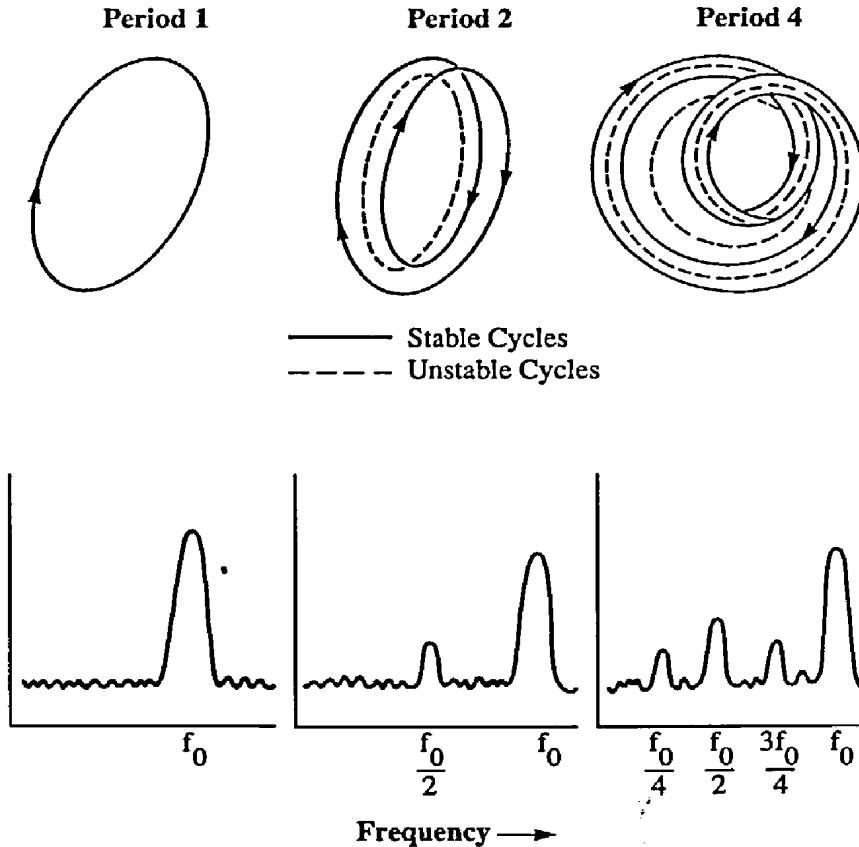 Period 1 Period 2 Period 4
Stable Cycles
Unstable Cycles
f0 f0/2 f0 f0/4 f0/2 3f0/4 f0
Frequency